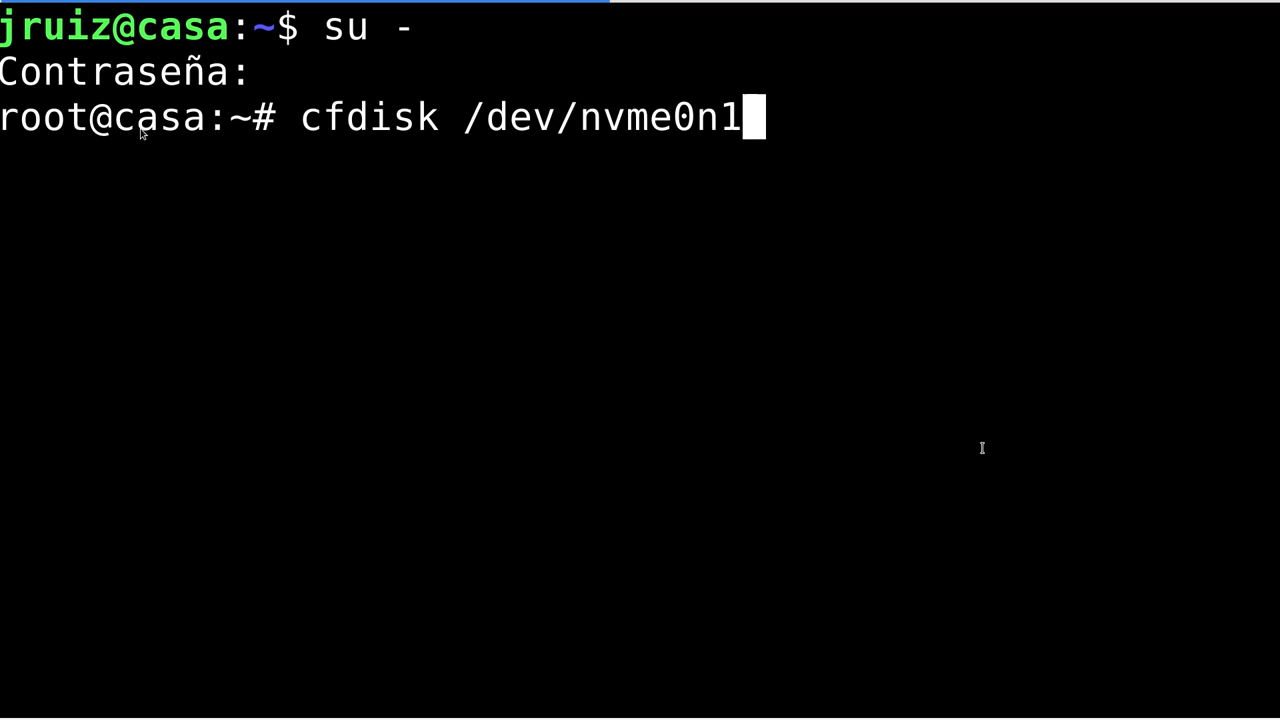 jruiz@casa:~$ su -
Contraseña:
root@casa:~# cfdisk /dev/nvme0n1